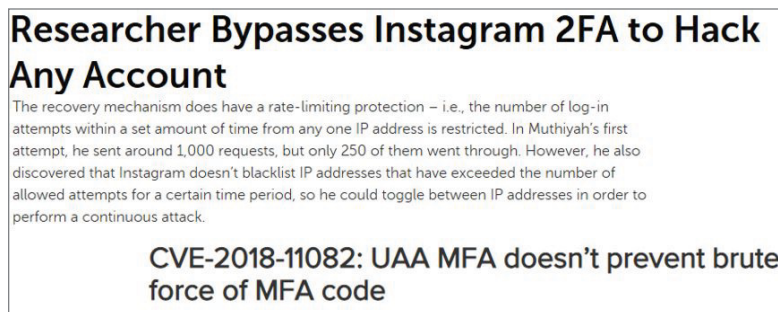 Researcher Bypasses Instagram 2FA to Hack
Any Account
The recovery mechanism does have a rate-limiting protection – i.e., the number of log-in
attempts within a set amount of time from any one IP address is restricted. In Muthiyah's first
attempt, he sent around 1,000 requests, but only 250 of them went through. However, he also
discovered that Instagram doesn't blacklist IP addresses that have exceeded the number of
allowed attempts for a certain time period, so he could toggle between IP addresses in order to
perform a continuous attack.
CVE-2018-11082: UAA MFA doesn't prevent brute
force of MFA code